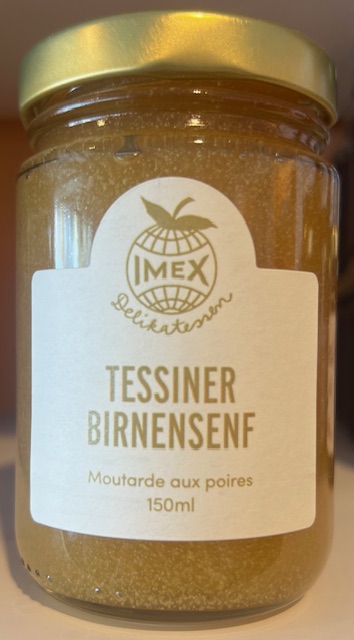 IMEX
Delikatessen
TESSINER
BIRNENSENF
Moutarde aux poires
150ml